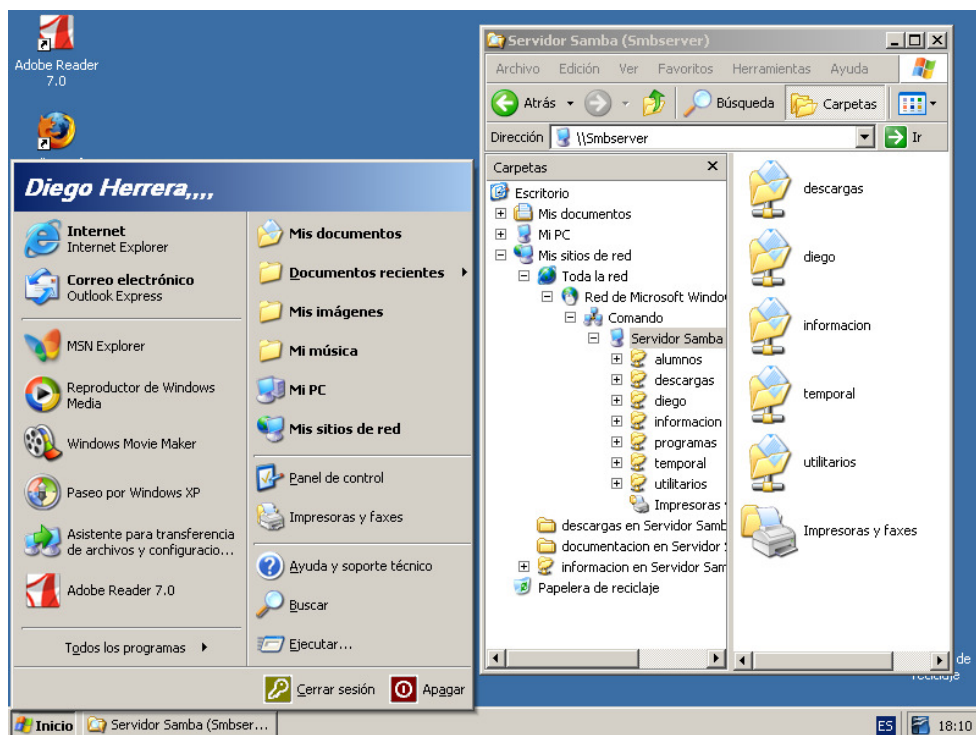 Adobe Reader
7.0
Servidor Samba (Smbserver)
Archivo Edición Ver Favoritos Herramientas Ayuda
Atrás Búsqueda Carpetas
Dirección \\Smbserver Ir
Carpetas
Escritorio
Mis documentos
Mi PC
Mis sitios de red
Toda la red
Red de Microsoft Windo
Comando
Servidor Samba
alumnos
descargas
diego
informacion
programas
temporal
utilitarios
Impresoras
descargas en Servidor Samb
documentacion en Servidor
informacion en Servidor Sam
Papelera de reciclaje
descargas
diego
informacion
temporal
utilitarios
Impresoras y faxes
Diego Herrera,,,,
Internet
Internet Explorer
Correo electrónico
Outlook Express
MSN Explorer
Reproductor de Windows
Media
Windows Movie Maker
Paseo por Windows XP
Asistente para transferencia
de archivos y configuracio...
Adobe Reader 7.0
Todos los programas
Mis documentos
Documentos recientes
Mis imágenes
Mi música
Mi PC
Mis sitios de red
Panel de control
Impresoras y faxes
Ayuda y soporte técnico
Buscar
Ejecutar...
Cerrar sesión Apagar
de
Inicio Servidor Samba (Smbser... ES 18:10